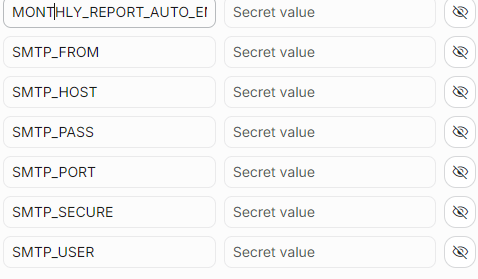 MONTHLY_REPORT_AUTO_E Secret value
SMTP_FROM Secret value
SMTP_HOST Secret value
SMTP_PASS Secret value
SMTP_PORT Secret value
SMTP_SECURE Secret value
SMTP_USER Secret value